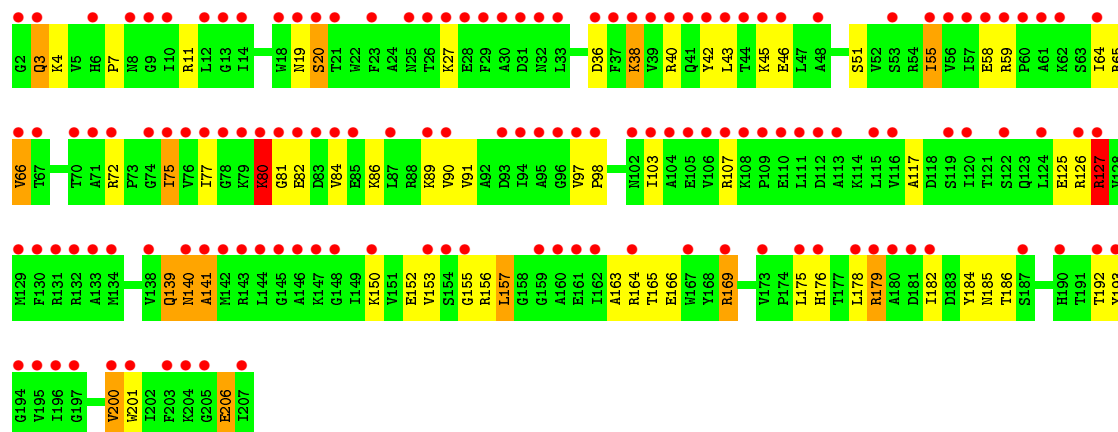 G2 Q3 K4 V5 H6 P7 N8 G9 I10 R11 L12 G13 I14 W18 N19 S20 T21 W22 F23 A24 N25 T26 K27 E28 F29 A30 D31 N32 L33 D36 F37 K38 V39 R40 Q41 Y42 L43 T44 K45 E46 L47 A48 S51 V52 S53 R54 I55 V56 I57 E58 R59 P60 A61 K62 S63 I64 R65
V66 T67 T70 A71 R72 P73 G74 I75 V76 I77 G78 K79 K80 G81 E82 D83 V84 E85 K86 L87 R88 K89 V90 V91 A92 D93 I94 A95 G96 V97 P98 N102 I103 A104 E105 V106 R107 K108 P109 E110 L111 D112 A113 K114 L115 V116 A117 D118 S119 I120 T121 S122 Q123 L124 E125 R126 R127 V128
M129 F130 R131 R132 A133 M134 V138 Q139 N140 A141 M142 R143 L144 G145 A146 K147 G148 I149 K150 V151 E152 V153 S154 G155 R156 L157 G158 G159 A160 E161 I162 A163 R164 T165 E166 W167 Y168 R169 V173 P174 L175 H176 T177 L178 R179 A180 D181 I182 D183 Y184 N185 T186 S187 H190 T191 T192 Y193
G194 V195 I196 G197 V200 W201 I202 F203 K204 G205 E206 I207